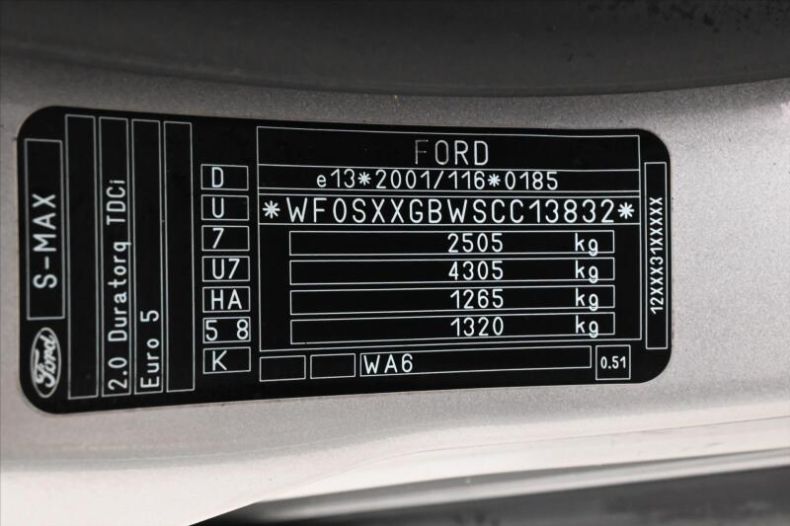 FORD
e13*2001/116*0185
*WF0SXXGBWSCC13832*
2505 kg
4305 kg
1265 kg
1320 kg
WA6
0.51
D
U
7
U7
HA
5 8
K
S-MAX
2.0 Duratorq TDCi
Euro 5
Ford
12XXX31XXXXX